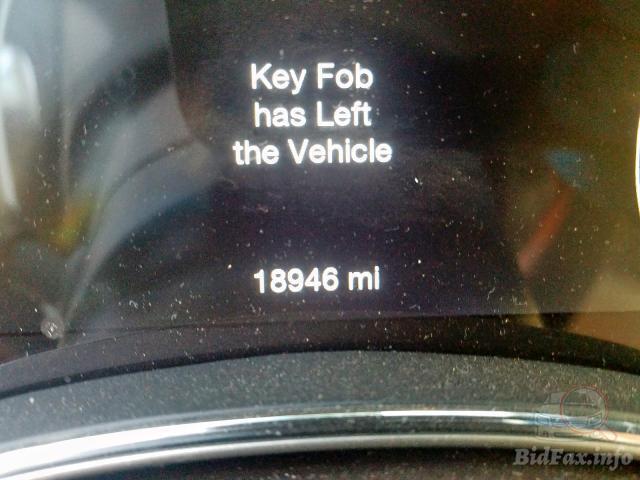 Key Fob
has Left
the Vehicle
18946 mi
BidFax.info